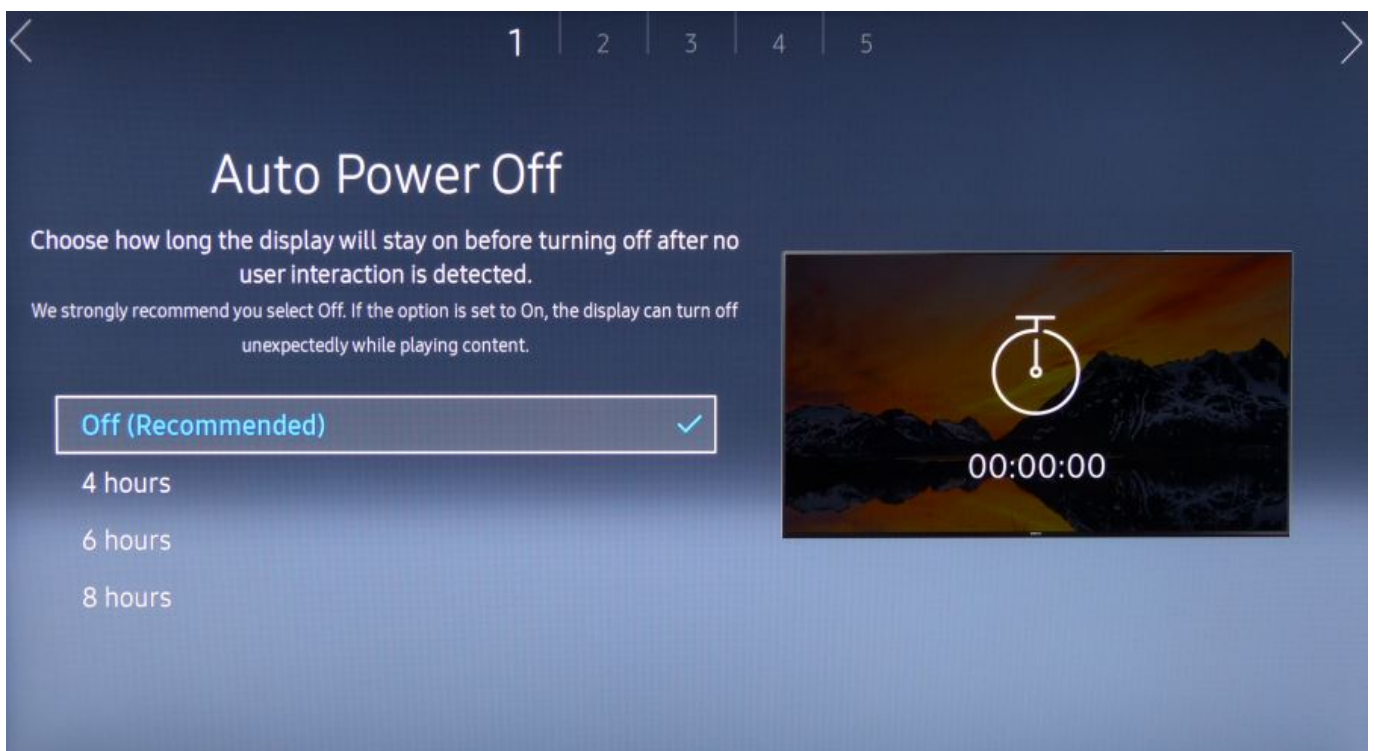 1 2 3 4 5
Auto Power Off
Choose how long the display will stay on before turning off after no
user interaction is detected.
We strongly recommend you select Off. If the option is set to On, the display can turn off
unexpectedly while playing content.
Off (Recommended)
4 hours
6 hours
8 hours
00:00:00